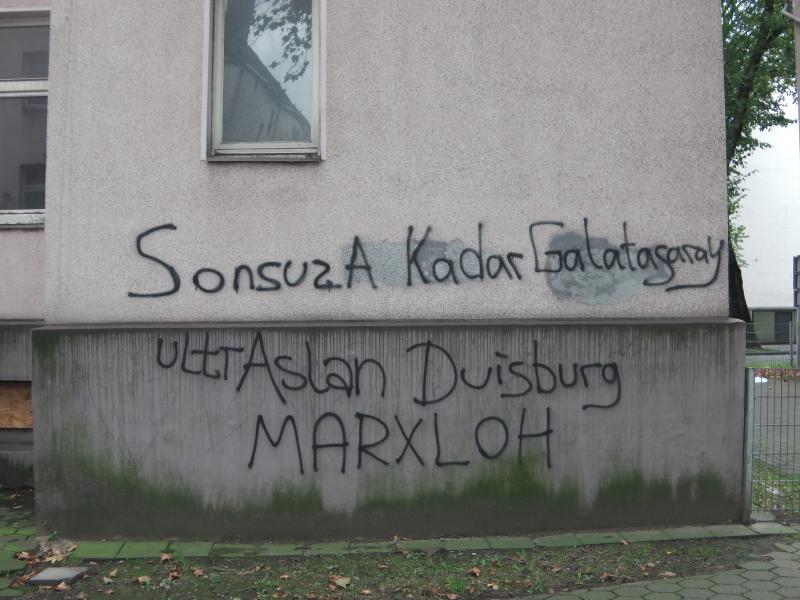 SonsuzA Kadar Galatasaray
UltrAslan Duisburg
MARXLOH